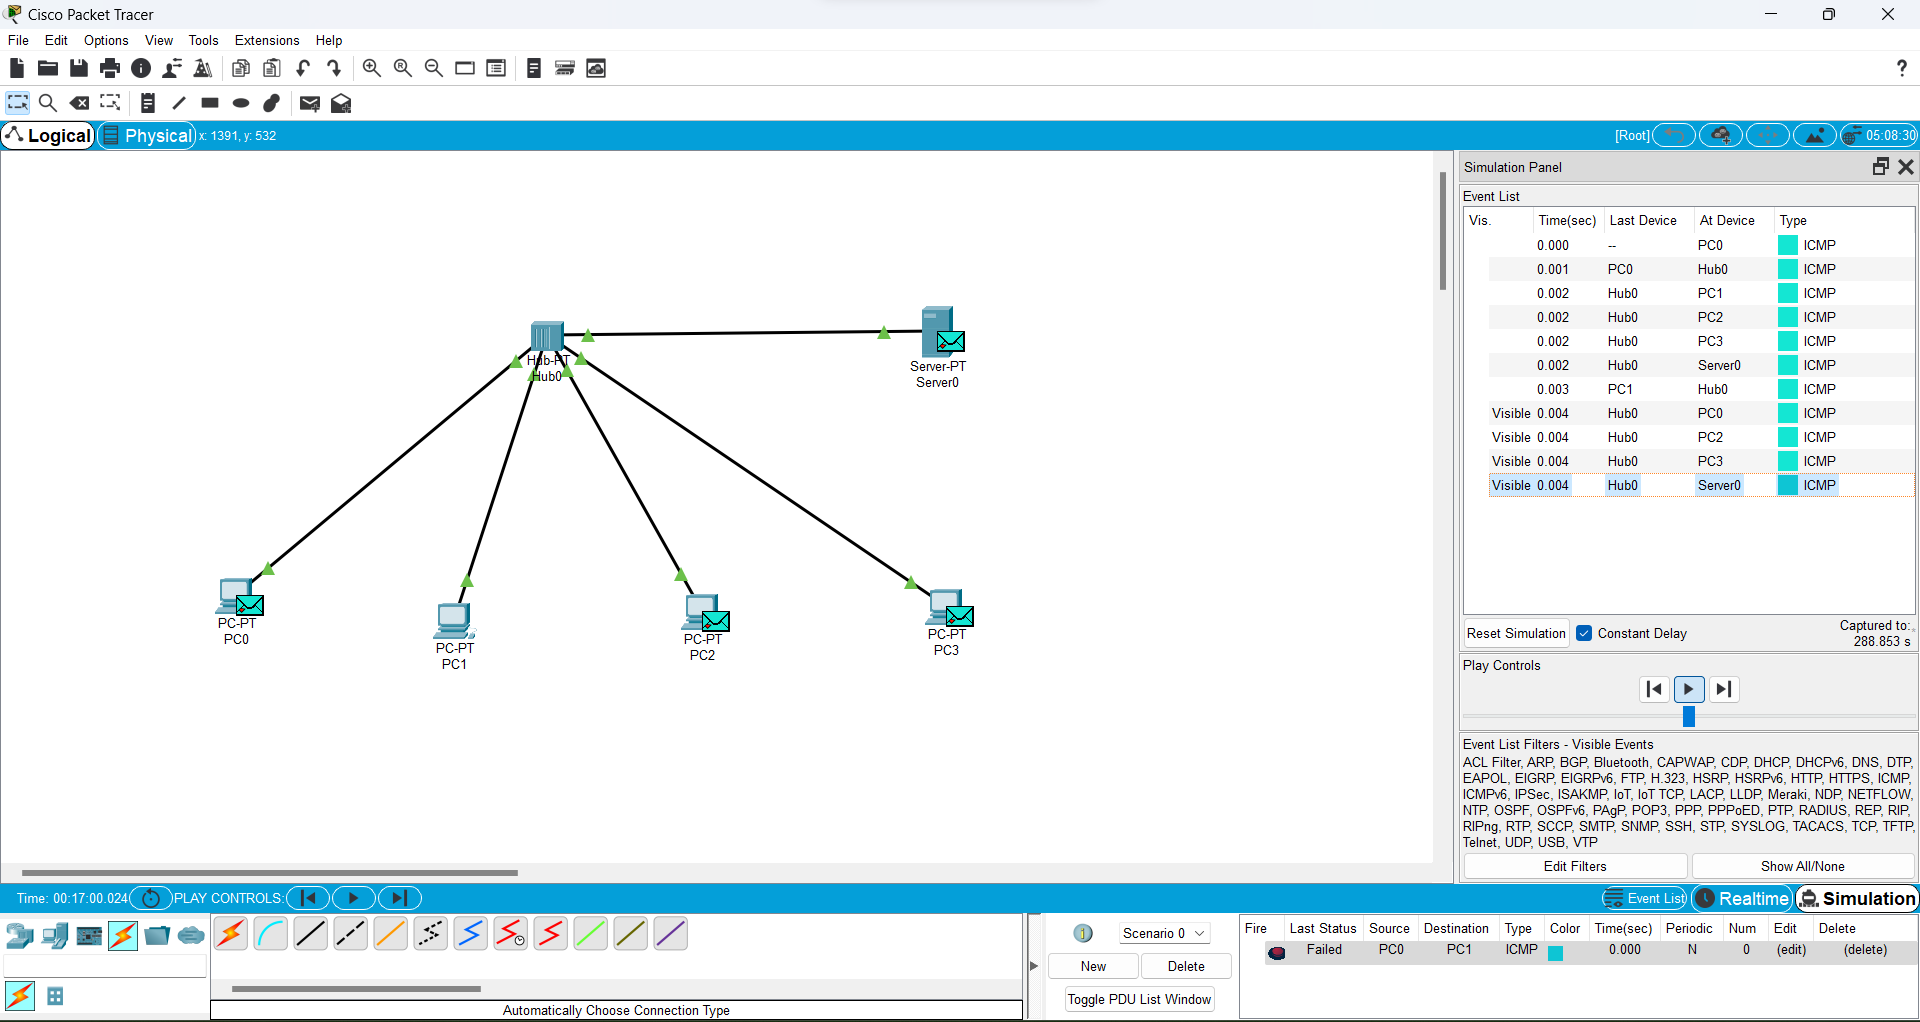 Cisco Packet Tracer
File Edit Options View Tools Extensions Help
?
Logical Physical x: 1391, y: 532 [Root] 05:08:30
Simulation Panel
Event List
Vis. Time(sec) Last Device At Device Type
0.000 -- PC0 ICMP
0.001 PC0 Hub0 ICMP
0.002 Hub0 PC1 ICMP
0.002 Hub0 PC2 ICMP
0.002 Hub0 PC3 ICMP
0.002 Hub0 Server0 ICMP
0.003 PC1 Hub0 ICMP
Visible 0.004 Hub0 PC0 ICMP
Visible 0.004 Hub0 PC2 ICMP
Visible 0.004 Hub0 PC3 ICMP
Visible 0.004 Hub0 Server0 ICMP
Hub-PT
Hub0
Server-PT
Server0
PC-PT
PC0
PC-PT
PC1
PC-PT
PC2
PC-PT
PC3
Reset Simulation Constant Delay Captured to:
288.853 s
Play Controls
Event List Filters - Visible Events
ACL Filter, ARP, BGP, Bluetooth, CAPWAP, CDP, DHCP, DHCPv6, DNS, DTP,
EAPOL, EIGRP, EIGRPv6, FTP, H.323, HSRP, HSRPv6, HTTP, HTTPS, ICMP,
ICMPv6, IPSec, ISAKMP, IoT, IoT TCP, LACP, LLDP, Meraki, NDP, NETFLOW,
NTP, OSPF, OSPFv6, PAgP, POP3, PPP, PPPoED, PTP, RADIUS, REP, RIP,
RIPng, RTP, SCCP, SMTP, SNMP, SSH, STP, SYSLOG, TACACS, TCP, TFTP,
Telnet, UDP, USB, VTP
Edit Filters Show All/None
Time: 00:17:00.024 PLAY CONTROLS: Event List Realtime Simulation
Automatically Choose Connection Type
1 Scenario 0
New Delete
Toggle PDU List Window
Fire Last Status Source Destination Type Color Time(sec) Periodic Num Edit Delete
Failed PC0 PC1 ICMP 0.000 N 0 (edit) (delete)